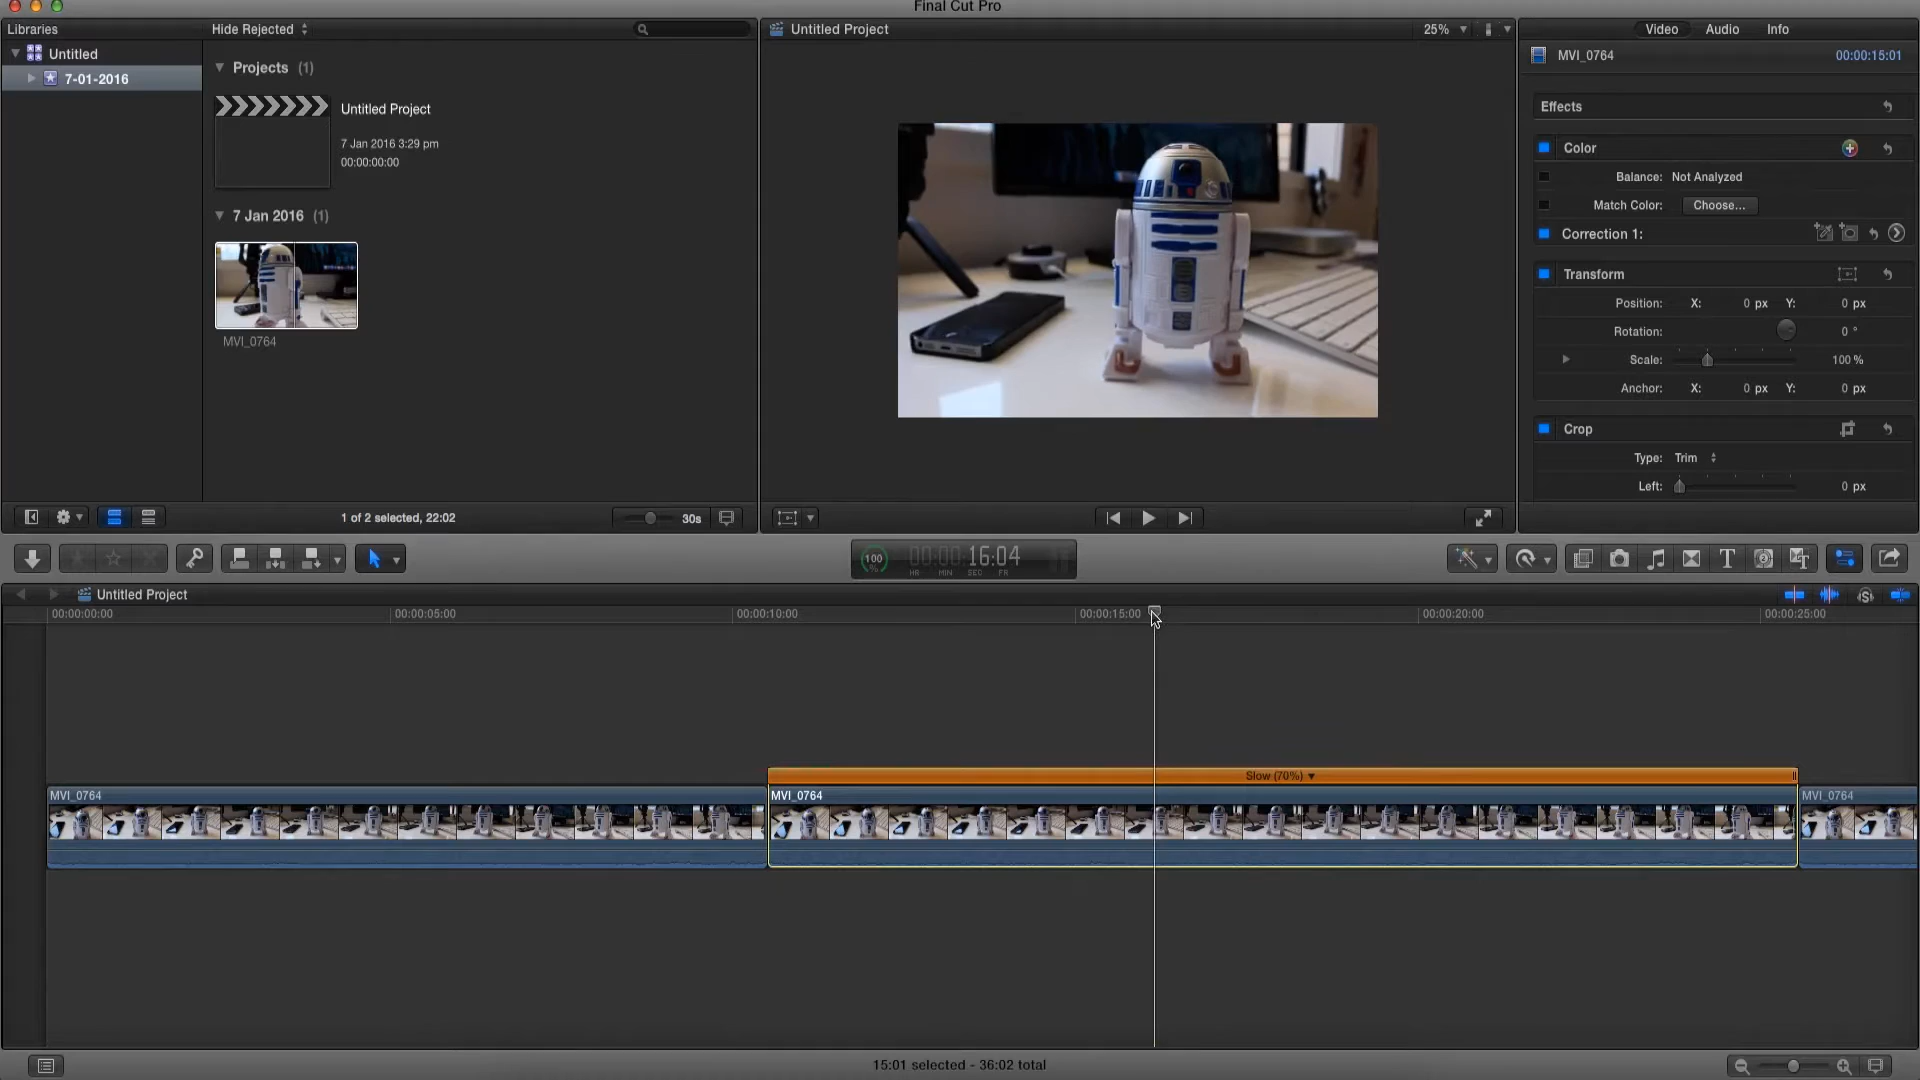 Final Cut Pro
Libraries
Hide Rejected
Untitled Project
25%
Video
Audio
Info
Untitled
7-01-2016
Projects (1)
Untitled Project
7 Jan 2016 3:29 pm
00:00:00:00
7 Jan 2016 (1)
MVI_0764
1 of 2 selected, 22:02
30s
MVI_0764
00:00:15:01
Effects
Color
Balance: Not Analyzed
Match Color: Choose...
Correction 1:
Transform
Position: X: 0 px Y: 0 px
Rotation: 0 °
Scale: 100 %
Anchor: X: 0 px Y: 0 px
Crop
Type: Trim
Left: 0 px
100
%
00:00:16:04
HR MIN SEC FR
Untitled Project
00:00:00:00
00:00:05:00
00:00:10:00
00:00:15:00
00:00:20:00
00:00:25:00
Slow (70%)
MVI_0764
MVI_0764
MVI_0764
15:01 selected - 36:02 total